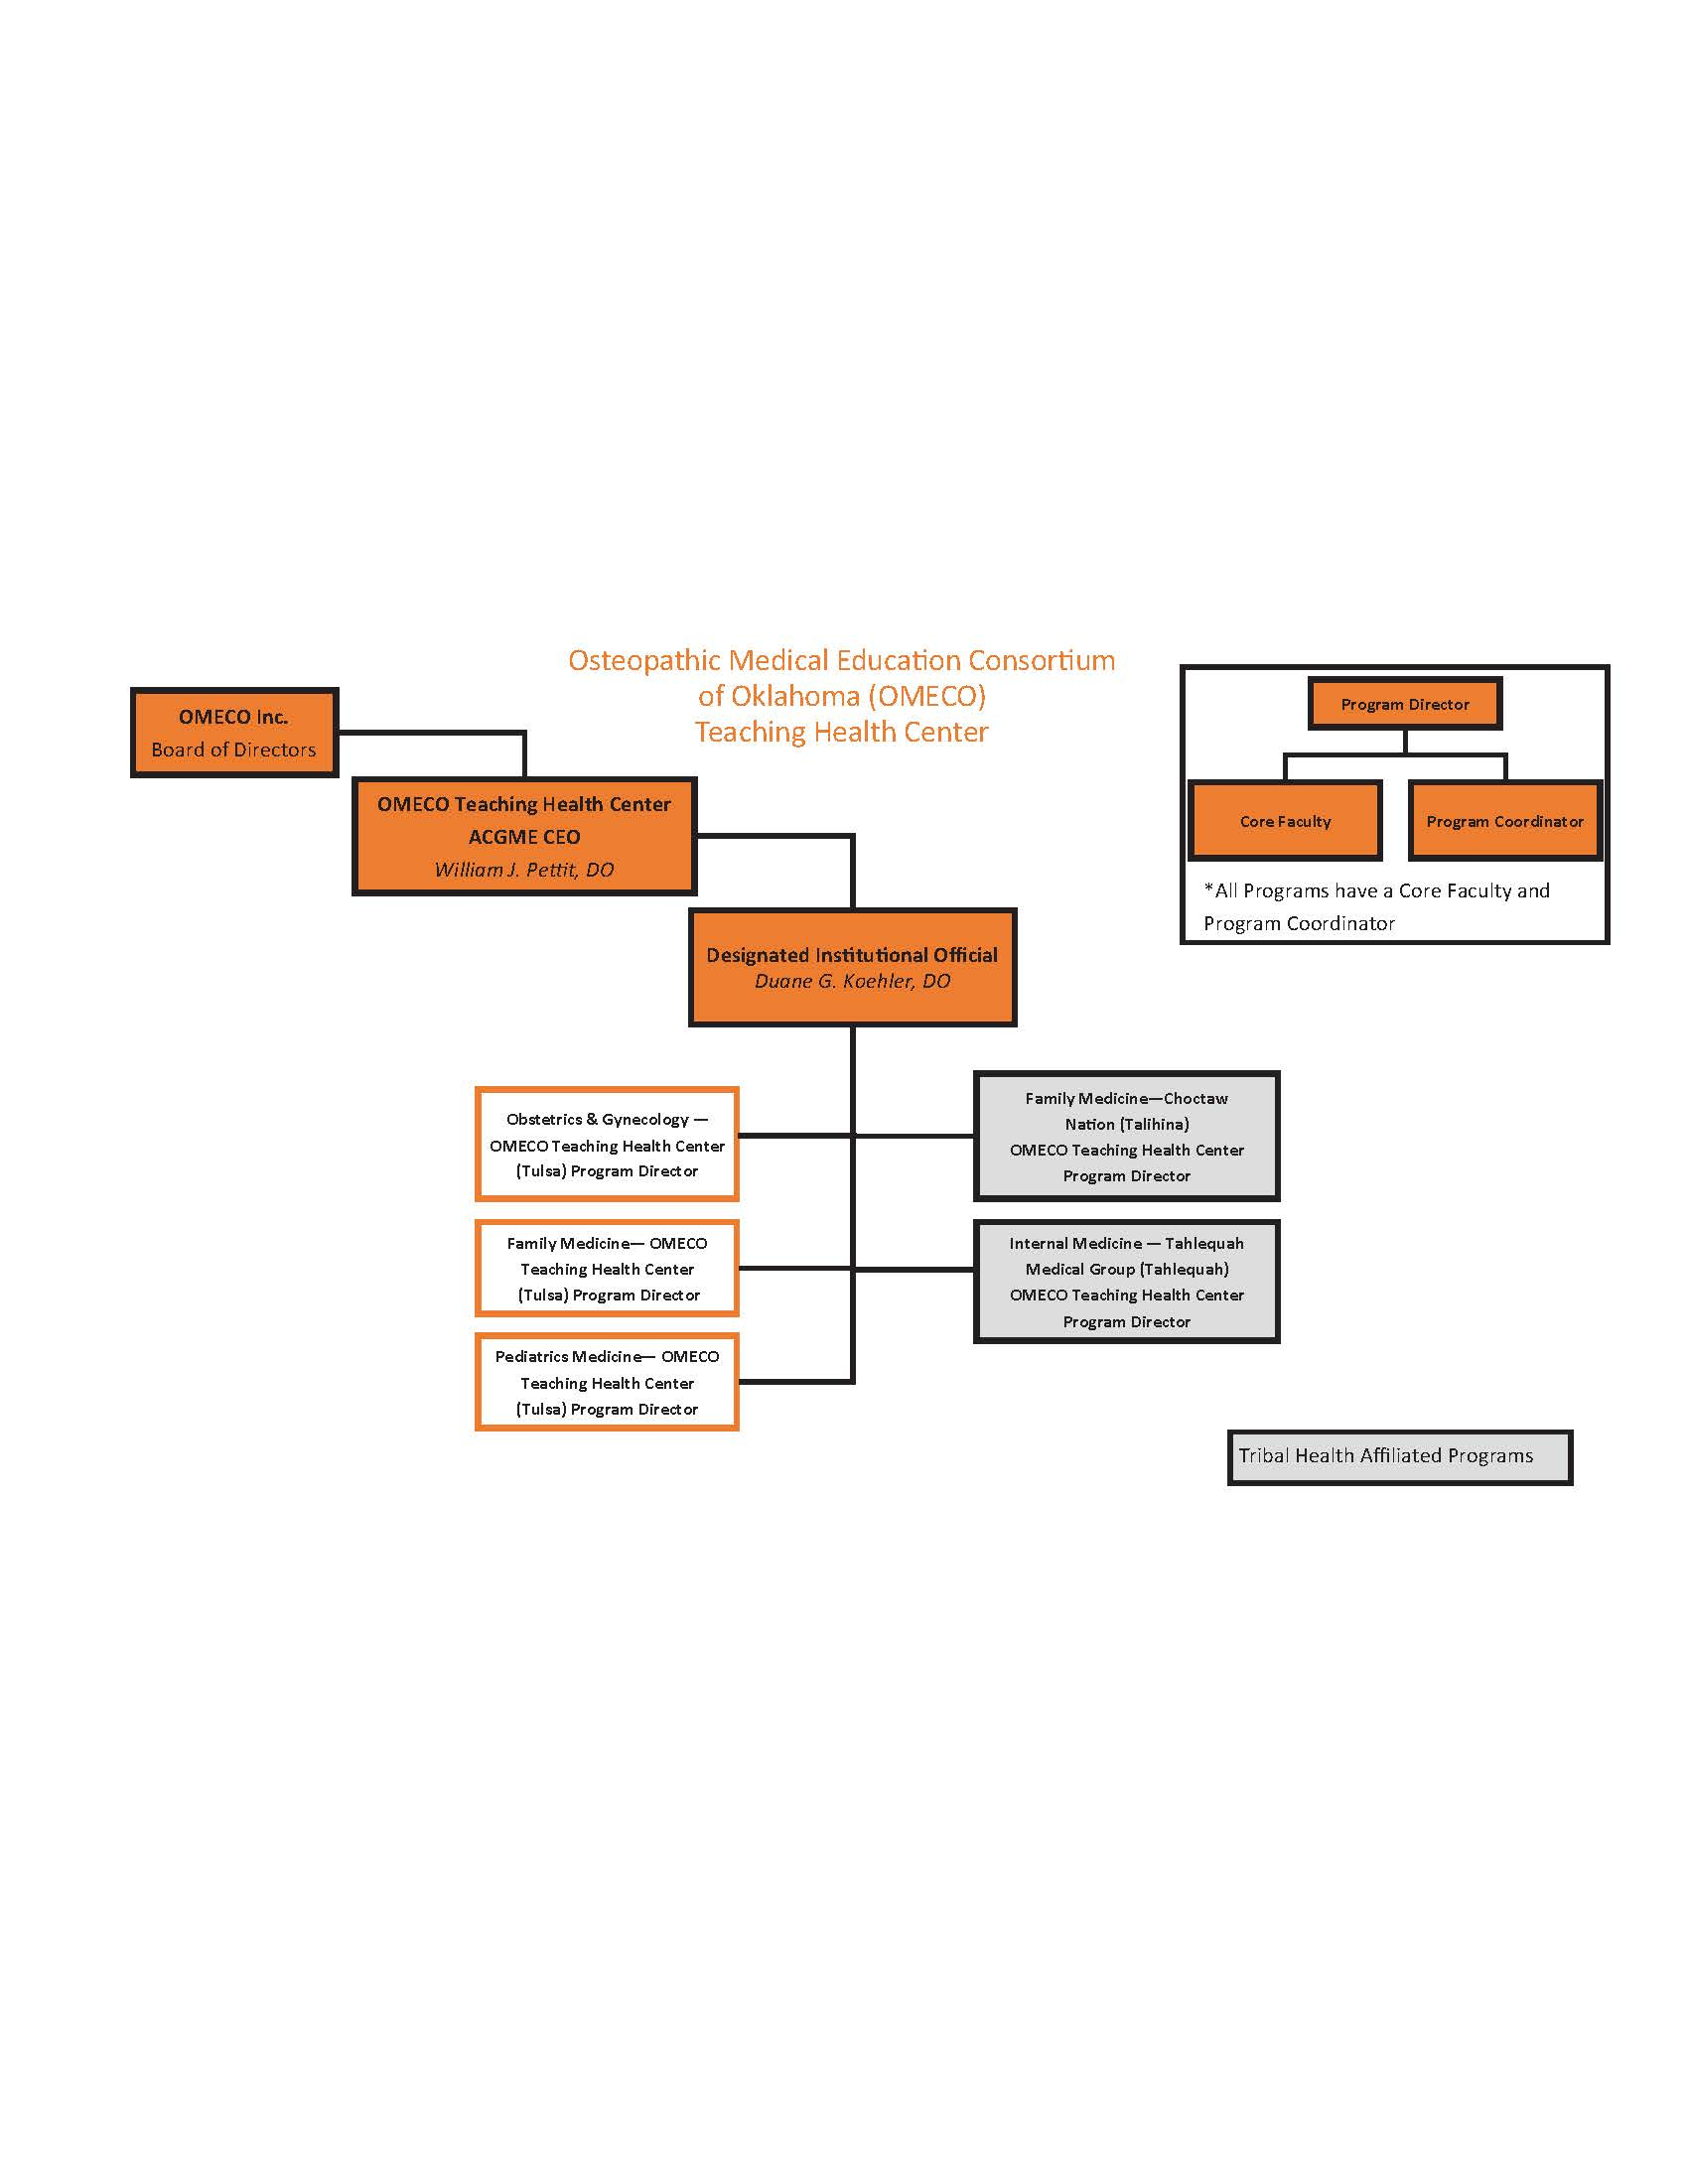 Osteopathic Medical Education Consortium
of Oklahoma (OMECO)
Teaching Health Center
OMECO Inc.
Board of Directors
OMECO Teaching Health Center
ACGME CEO
William J. Pettit, DO
Designated Institutional Official
Duane G. Koehler, DO
Program Director
Core Faculty
Program Coordinator
*All Programs have a Core Faculty and
Program Coordinator
Obstetrics & Gynecology —
OMECO Teaching Health Center
(Tulsa) Program Director
Family Medicine— OMECO
Teaching Health Center
(Tulsa) Program Director
Pediatrics Medicine— OMECO
Teaching Health Center
(Tulsa) Program Director
Family Medicine—Choctaw
Nation (Talihina)
OMECO Teaching Health Center
Program Director
Internal Medicine — Tahlequah
Medical Group (Tahlequah)
OMECO Teaching Health Center
Program Director
Tribal Health Affiliated Programs